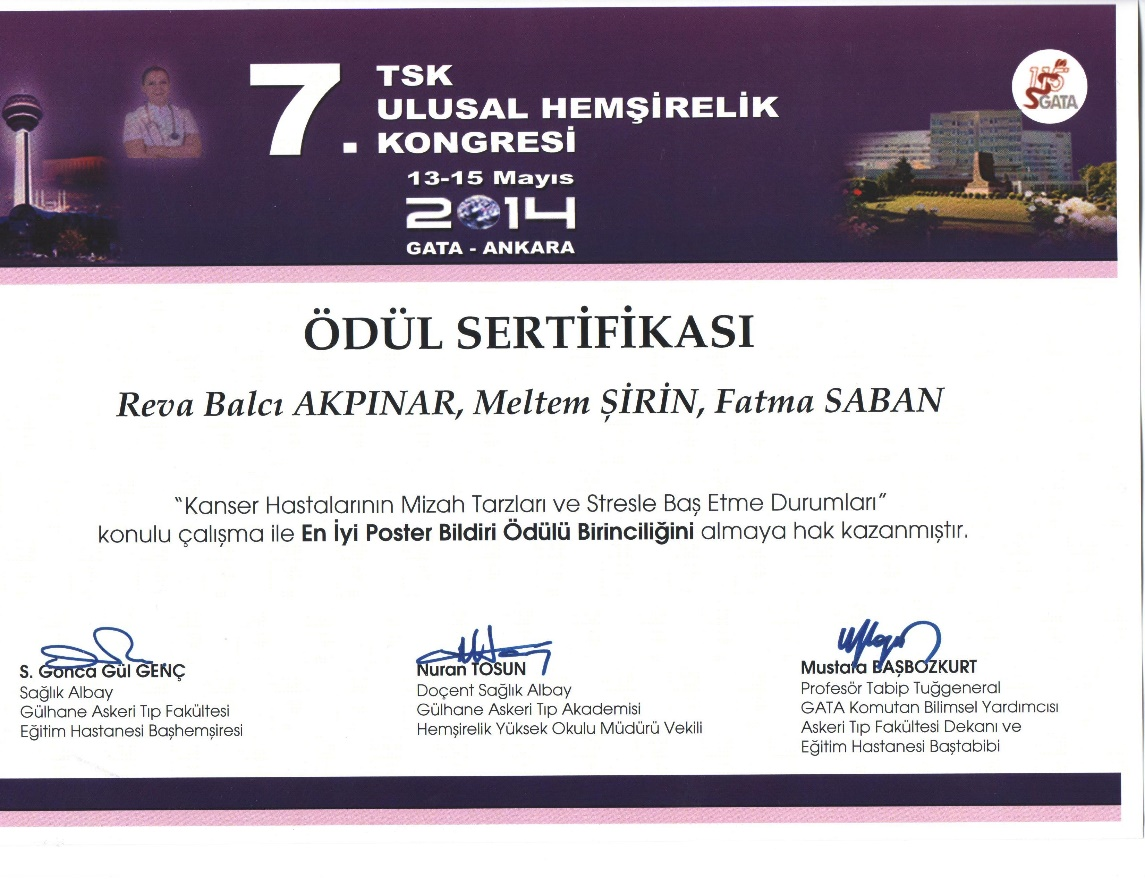 7. TSK
ULUSAL HEMŞİRELİK
KONGRESİ
13-15 Mayıs
2014
GATA - ANKARA
115
GATA
ÖDÜL SERTİFİKASI
Reva Balcı AKPINAR, Meltem ŞİRİN, Fatma SABAN
“Kanser Hastalarının Mizah Tarzları ve Stresle Baş Etme Durumları”
konulu çalışma ile En İyi Poster Bildiri Ödülü Birinciliğini almaya hak kazanmıştır.
S. Gonca Gül GENÇ
Sağlık Albay
Gülhane Askeri Tıp Fakültesi
Eğitim Hastanesi Başhemşiresi
Nuran TOSUN
Doçent Sağlık Albay
Gülhane Askeri Tıp Akademisi
Hemşirelik Yüksek Okulu Müdürü Vekili
Mustafa BAŞBOZKURT
Profesör Tabip Tuğgeneral
GATA Komutan Bilimsel Yardımcısı
Askeri Tıp Fakültesi Dekanı ve
Eğitim Hastanesi Baştabibi